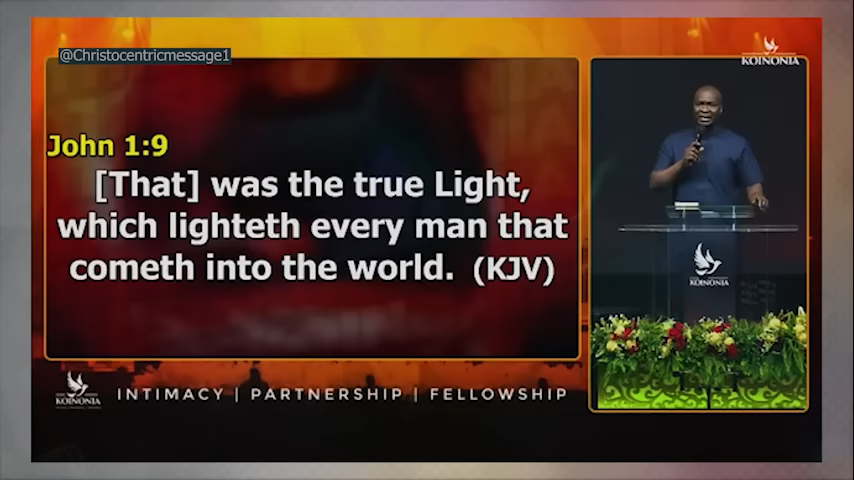 @Christocentricmessage1
KOINONIA
John 1:9
[That] was the true Light,
which lighteth every man that
cometh into the world. (KJV)
KOINONIA
KOINONIA
INTIMACY | PARTNERSHIP | FELLOWSHIP